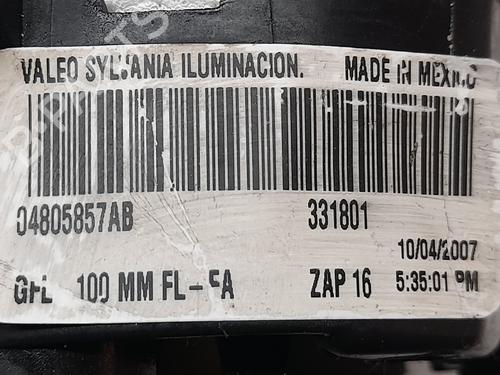 VALEO SYLVANIA ILUMINACION. MADE IN MEXICO
04805857AB 331801
10/04/2007
100 MM FL-FA ZAP 16 5:35:01 PM